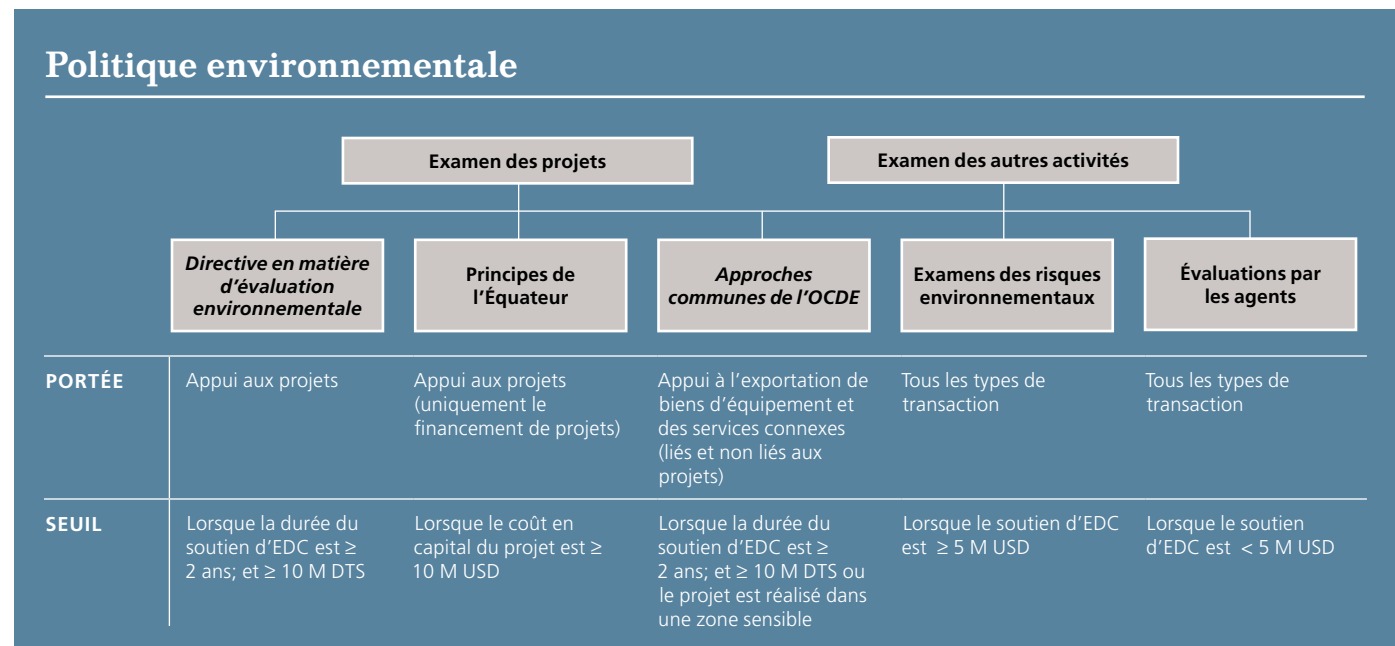 Politique environnementale
Examen des projets
Examen des autres activités
Directive en matière
d'évaluation
environnementale
Principes de
l'Équateur
Approches
communes de l'OCDE
Examens des risques
environnementaux
Évaluations par
les agents
PORTÉE
Appui aux projets
Appui aux projets
(uniquement le
financement de projets)
Appui à l'exportation de
biens d'équipement et
des services connexes
(liés et non liés aux
projets)
Tous les types de
transaction
Tous les types de
transaction
SEUIL
Lorsque la durée du
soutien d'EDC est ≥
2 ans; et ≥ 10 M DTS
Lorsque le coût en
capital du projet est ≥
10 M USD
Lorsque la durée du
soutien d'EDC est ≥
2 ans; et ≥ 10 M DTS ou
le projet est réalisé dans
une zone sensible
Lorsque le soutien d'EDC
est ≥ 5 M USD
Lorsque le soutien
d'EDC est < 5 M USD